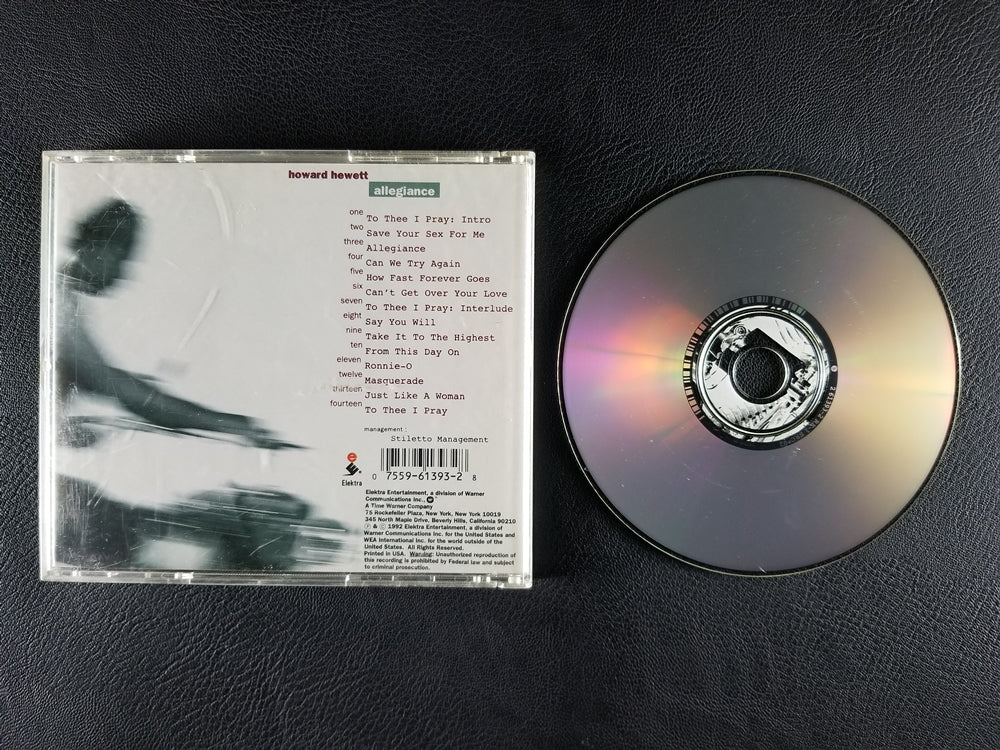 howard hewett
allegiance
one To Thee I Pray: Intro
two Save Your Sex For Me
three Allegiance
four Can We Try Again
five How Fast Forever Goes
six Can't Get Over Your Love
seven To Thee I Pray: Interlude
eight Say You Will
nine Take It To The Highest
ten From This Day On
eleven Ronnie-O
twelve Masquerade
thirteen Just Like A Woman
fourteen To Thee I Pray
management :
Stiletto Management
Elektra
0 7559-61393-2 8
Elektra Entertainment, a division of Warner
Communications Inc.,
A Time Warner Company
75 Rockefeller Plaza, New York, New York 10019
345 North Maple Drive, Beverly Hills, California 90210
℗ & © 1992 Elektra Entertainment, a division of
Warner Communications Inc. for the United States and
WEA International Inc. for the world outside of the
United States. All Rights Reserved.
Printed in USA. Warning: Unauthorized reproduction of
this recording is prohibited by Federal law and subject
to criminal prosecution.